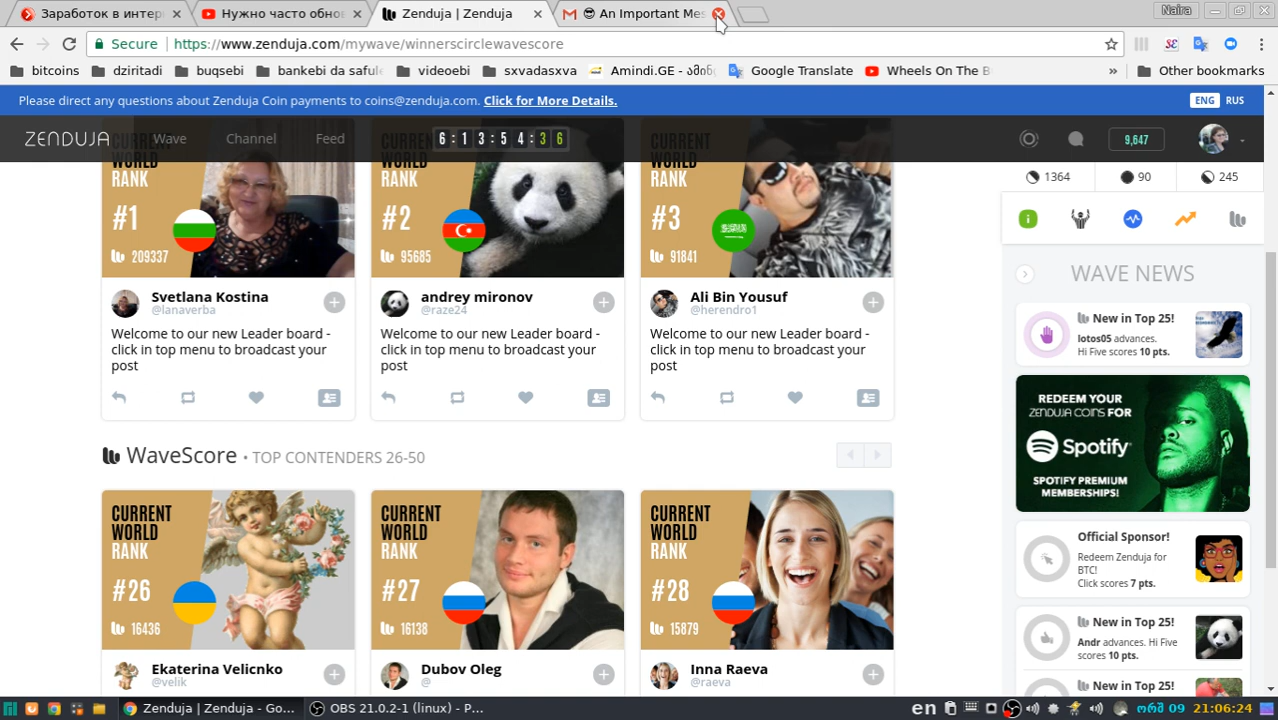 Заработок в интер
Нужно часто обно
Zenduja | Zenduja
😎 An Important Mes
Naira
Secure
https://www.zenduja.com/mywave/winnerscirclewavescore
bitcoins
dziritadi
buqsebi
bankebi da safule
videoebi
sxvadasxva
Amindi.GE - ამინდ
Google Translate
Wheels On The B
»
Other bookmarks
Please direct any questions about Zenduja Coin payments to coins@zenduja.com. Click for More Details.
ENG
RUS
ZENDUJA
Wave
Channel
Feed
6:13:54:36
9,647
1364
90
245
CURRENT
WORLD
RANK
#1
209337
Svetlana Kostina
@lanaverba
Welcome to our new Leader board -
click in top menu to broadcast your
post
CURRENT
WORLD
RANK
#2
95685
andrey mironov
@raze24
Welcome to our new Leader board -
click in top menu to broadcast your
post
CURRENT
WORLD
RANK
#3
91841
Ali Bin Yousuf
@herendro1
Welcome to our new Leader board -
click in top menu to broadcast your
post
WaveScore • TOP CONTENDERS 26-50
CURRENT
WORLD
RANK
#26
16436
Ekaterina Velicnko
@velik
CURRENT
WORLD
RANK
#27
16138
Dubov Oleg
@
CURRENT
WORLD
RANK
#28
15879
Inna Raeva
@raeva
WAVE NEWS
New in Top 25!
lotos05 advances.
Hi Five scores 10 pts.
REDEEM YOUR
ZENDUJA COINS FOR
Spotify
SPOTIFY PREMIUM
MEMBERSHIPS!
Official Sponsor!
Redeem Zenduja for
BTC!
Click scores 7 pts.
New in Top 25!
Andr advances. Hi Five
scores 10 pts.
New in Top 25!
Zenduja | Zenduja - Go...
OBS 21.0.2-1 (linux) - P...
en
ორშ 09
21:06:24